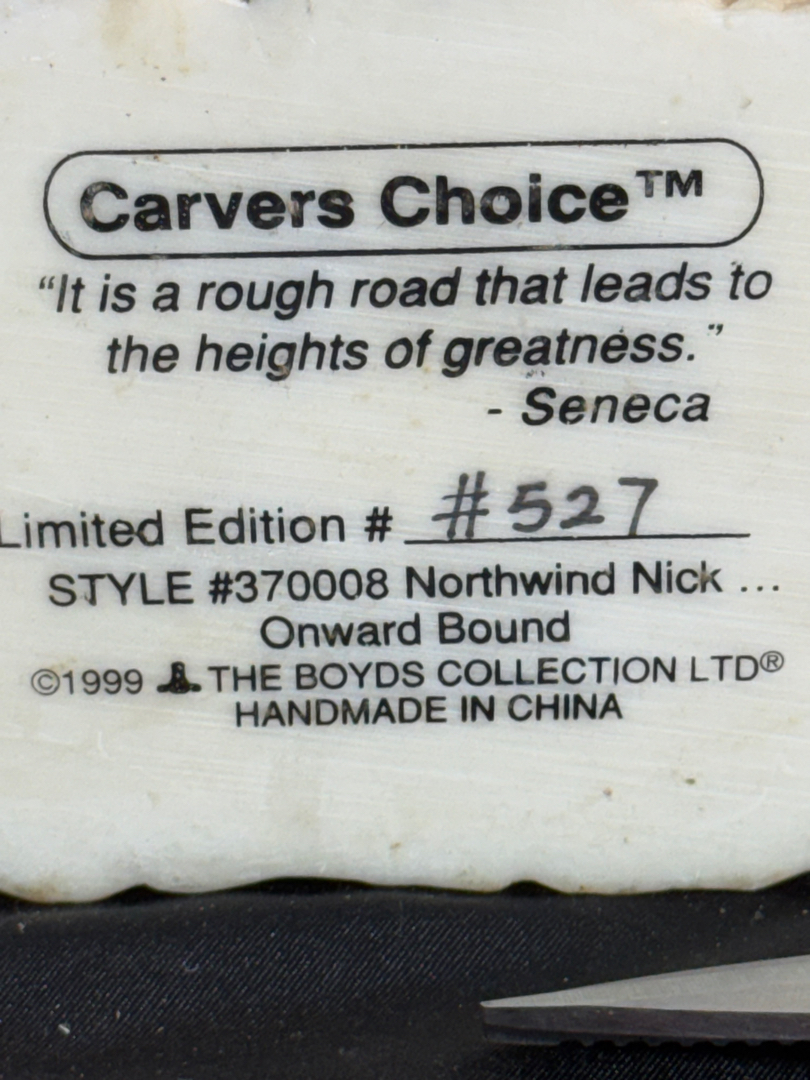 Carvers Choice™
“It is a rough road that leads to
the heights of greatness.”
- Seneca
Limited Edition # #527
STYLE #370008 Northwind Nick ...
Onward Bound
©1999 THE BOYDS COLLECTION LTD®
HANDMADE IN CHINA